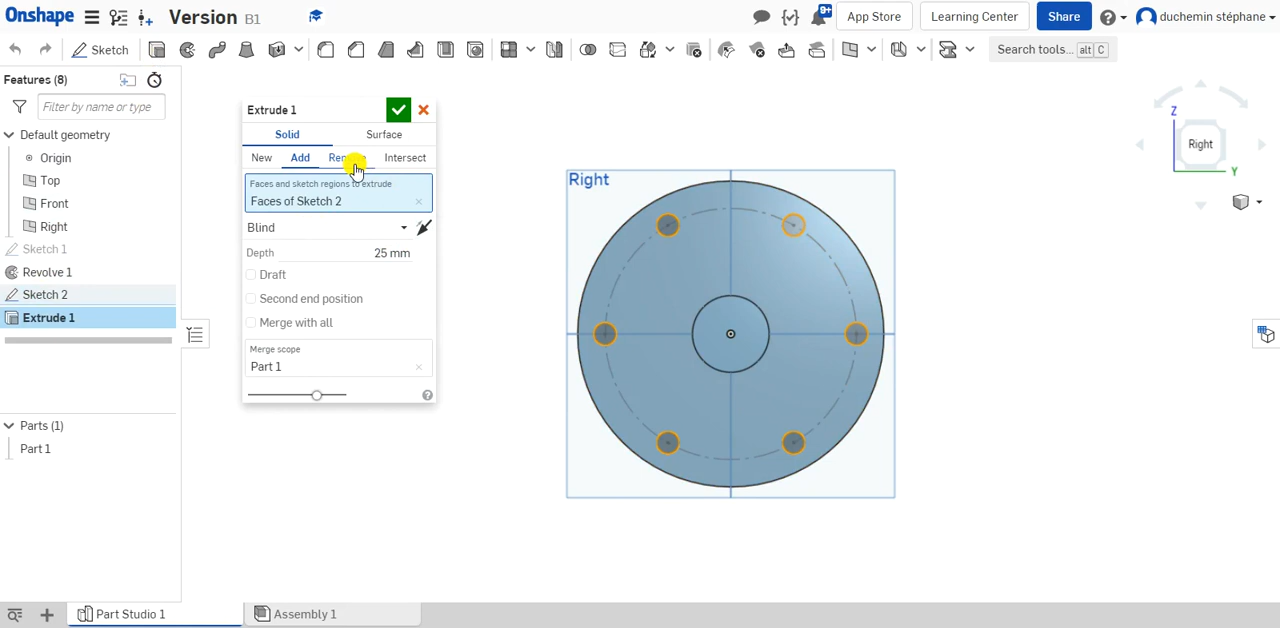 Onshape Version B1 9+ App Store Learning Center Share duchemin stéphane
Sketch Search tools... alt C
Features (8)
Filter by name or type
Default geometry
Origin
Top
Front
Right
Sketch 1
Revolve 1
Sketch 2
Extrude 1
Parts (1)
Part 1
Extrude 1
Solid Surface
New Add Intersect
Faces and sketch regions to extrude
Faces of Sketch 2
Blind
Depth 25 mm
Draft
Second end position
Merge with all
Merge scope
Part 1
Right
Z
Right
Y
Part Studio 1 Assembly 1